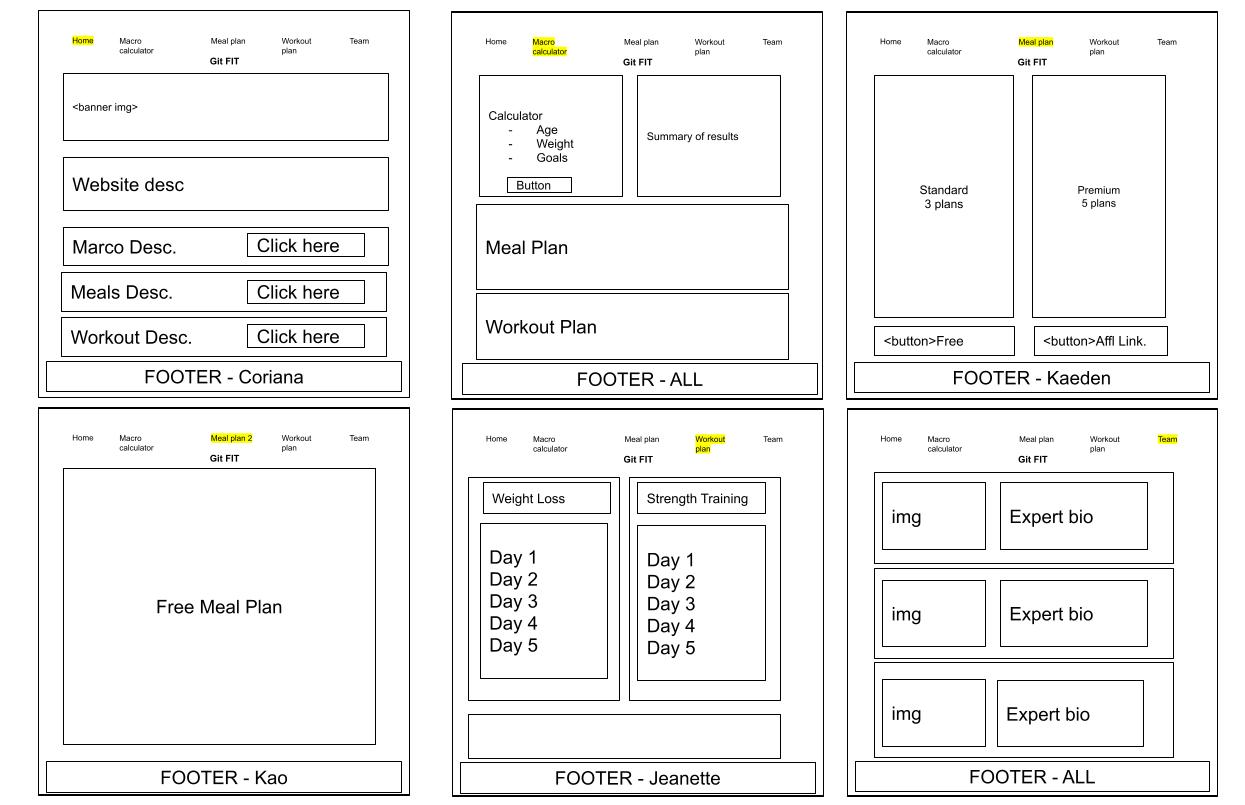 Home
Macro
calculator
Meal plan
Workout
plan
Team
Git FIT
<banner img>
Website desc
Marco Desc.
Click here
Meals Desc.
Click here
Workout Desc.
Click here
FOOTER - Coriana
Home
Macro
calculator
Meal plan
Workout
plan
Team
Git FIT
Calculator
- Age
- Weight
- Goals
Button
Summary of results
Meal Plan
Workout Plan
FOOTER - ALL
Home
Macro
calculator
Meal plan
Workout
plan
Team
Git FIT
Standard
3 plans
Premium
5 plans
<button>Free
<button>Affl Link.
FOOTER - Kaeden
Home
Macro
calculator
Meal plan 2
Workout
plan
Team
Git FIT
Free Meal Plan
FOOTER - Kao
Home
Macro
calculator
Meal plan
Workout
plan
Team
Git FIT
Weight Loss
Day 1
Day 2
Day 3
Day 4
Day 5
Strength Training
Day 1
Day 2
Day 3
Day 4
Day 5
FOOTER - Jeanette
Home
Macro
calculator
Meal plan
Workout
plan
Team
Git FIT
img
Expert bio
img
Expert bio
img
Expert bio
FOOTER - ALL